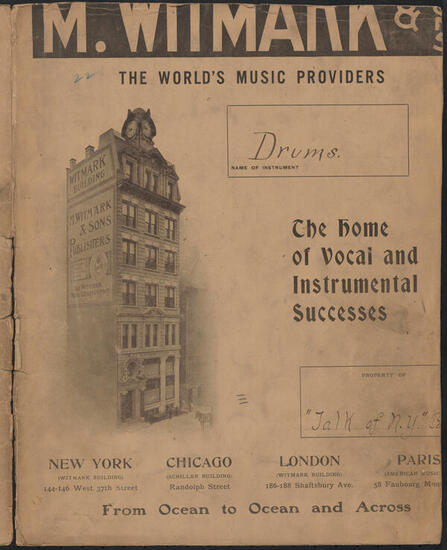 M. WITMARK & S
THE WORLD'S MUSIC PROVIDERS
Drums.
NAME OF INSTRUMENT
WITMARK
BUILDING
M. WITMARK
& SONS
PUBLISHERS
The Home
of Vocal and
Instrumental
Successes
PROPERTY OF
"Talk of N.Y."
NEW YORK
(WITMARK BUILDING)
144-146 West 37th Street
CHICAGO
(SCHILLER BUILDING)
Randolph Street
LONDON
(WITMARK BUILDING)
186-188 Shaftsbury Ave.
PARIS
(AMERICAN MUSIC
58 Faubourg
From Ocean to Ocean and Across